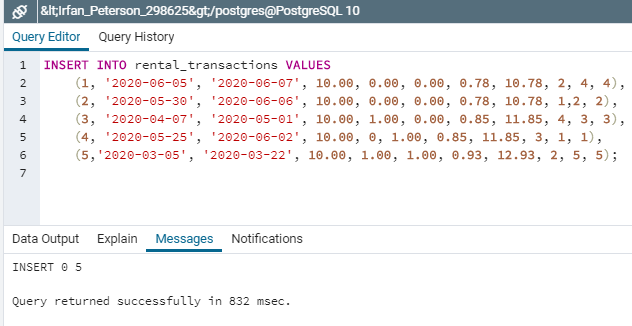 &lt;Irfan_Peterson_298625&gt;/postgres@PostgreSQL 10
Query Editor Query History
1 INSERT INTO rental_transactions VALUES
2 (1, '2020-06-05', '2020-06-07', 10.00, 0.00, 0.00, 0.78, 10.78, 2, 4, 4),
3 (2, '2020-05-30', '2020-06-06', 10.00, 0.00, 0.00, 0.78, 10.78, 1,2, 2),
4 (3, '2020-04-07', '2020-05-01', 10.00, 1.00, 0.00, 0.85, 11.85, 4, 3, 3),
5 (4, '2020-05-25', '2020-06-02', 10.00, 0, 1.00, 0.85, 11.85, 3, 1, 1),
6 (5,'2020-03-05', '2020-03-22', 10.00, 1.00, 1.00, 0.93, 12.93, 2, 5, 5);
7
Data Output Explain Messages Notifications
INSERT 0 5
Query returned successfully in 832 msec.